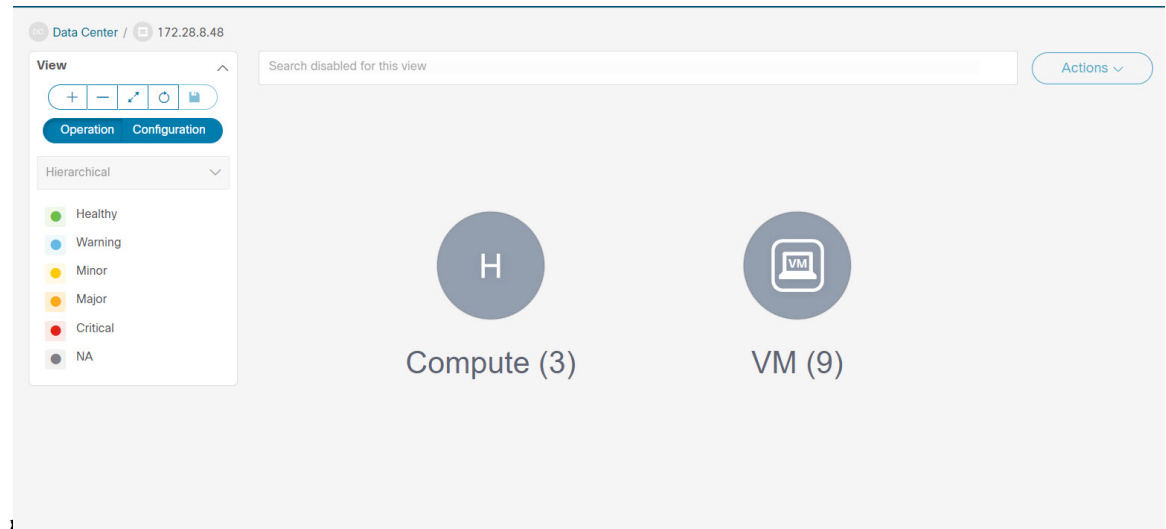 DC Data Center / 172.28.8.48
View
Search disabled for this view
Actions
Operation Configuration
Hierarchical
Healthy
Warning
Minor
Major
Critical
NA
H
VM
Compute (3)
VM (9)